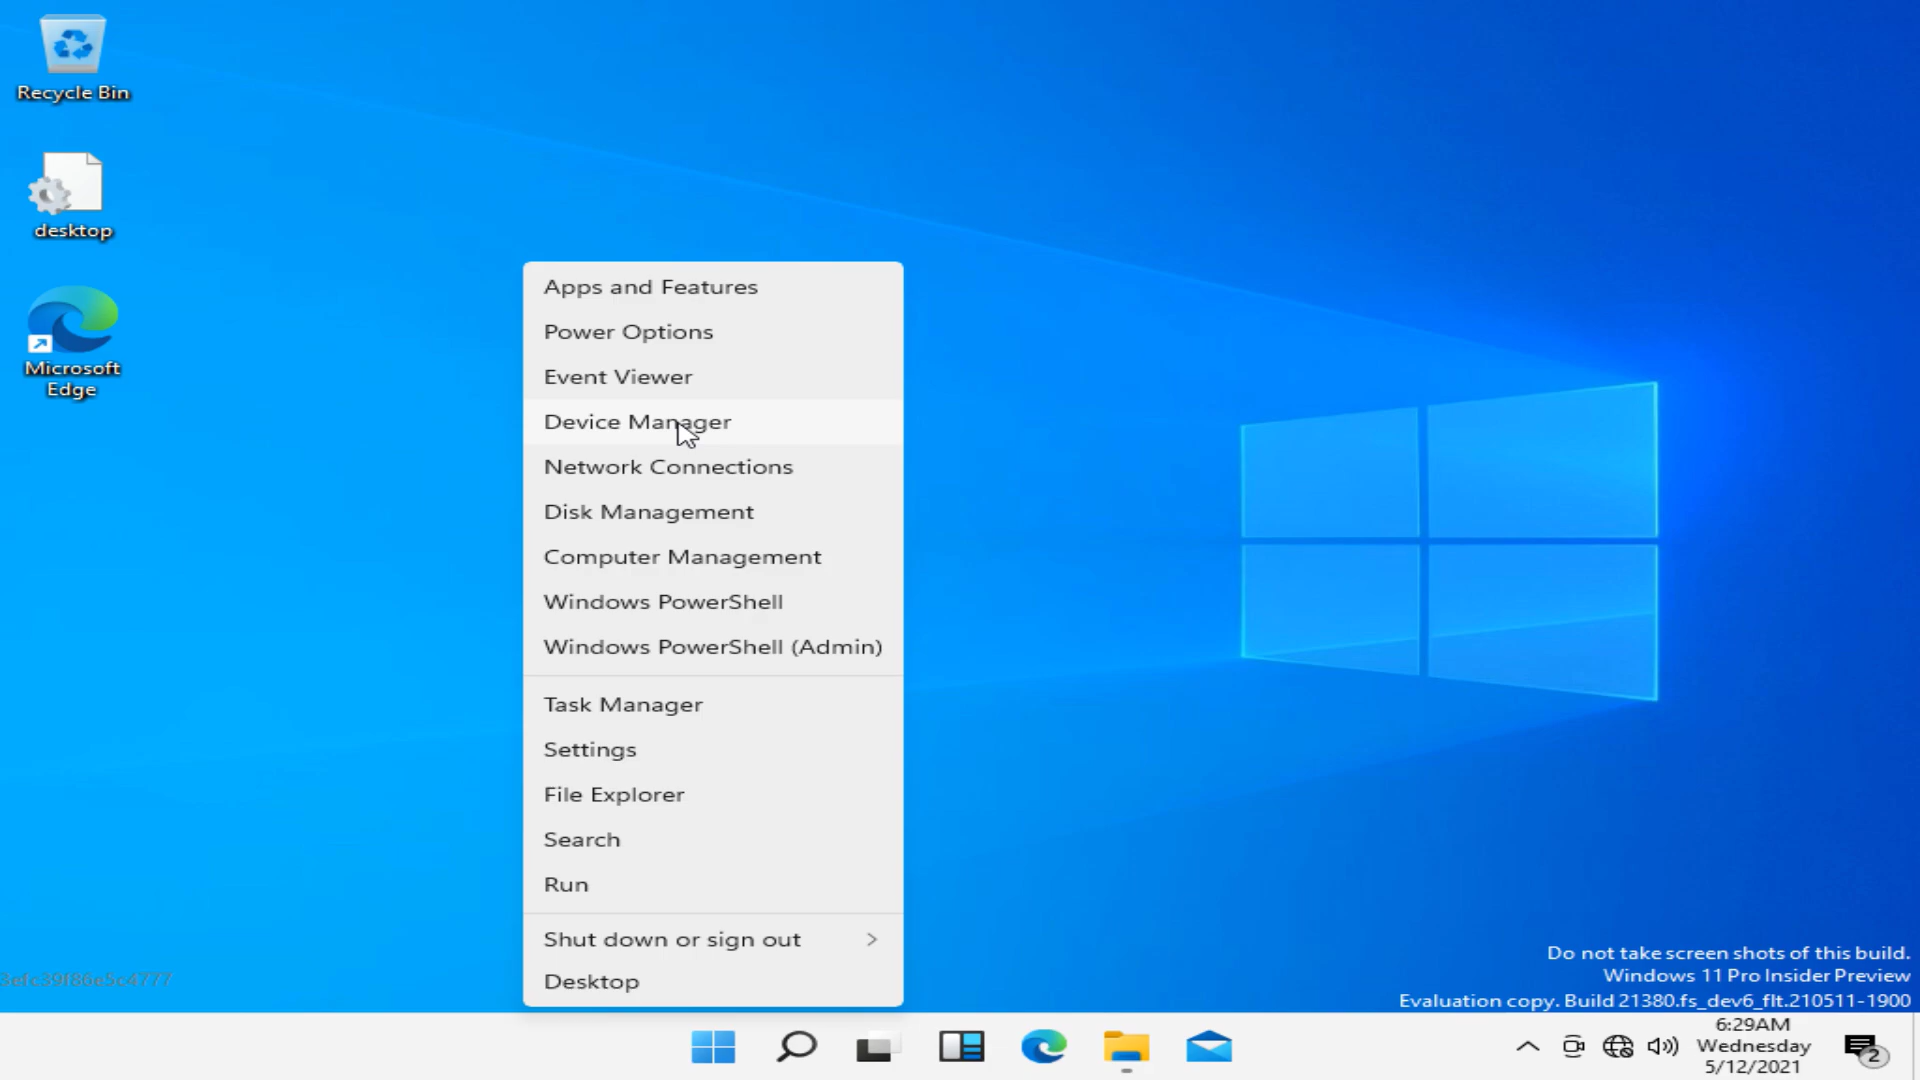 Recycle Bin
desktop
Microsoft
Edge
Apps and Features
Power Options
Event Viewer
Device Manager
Network Connections
Disk Management
Computer Management
Windows PowerShell
Windows PowerShell (Admin)
Task Manager
Settings
File Explorer
Search
Run
Shut down or sign out
Desktop
Do not take screen shots of this build.
Windows 11 Pro Insider Preview
Evaluation copy. Build 21380.fs_dev6_flt.210511-1900
6:29AM
Wednesday
5/12/2021
2